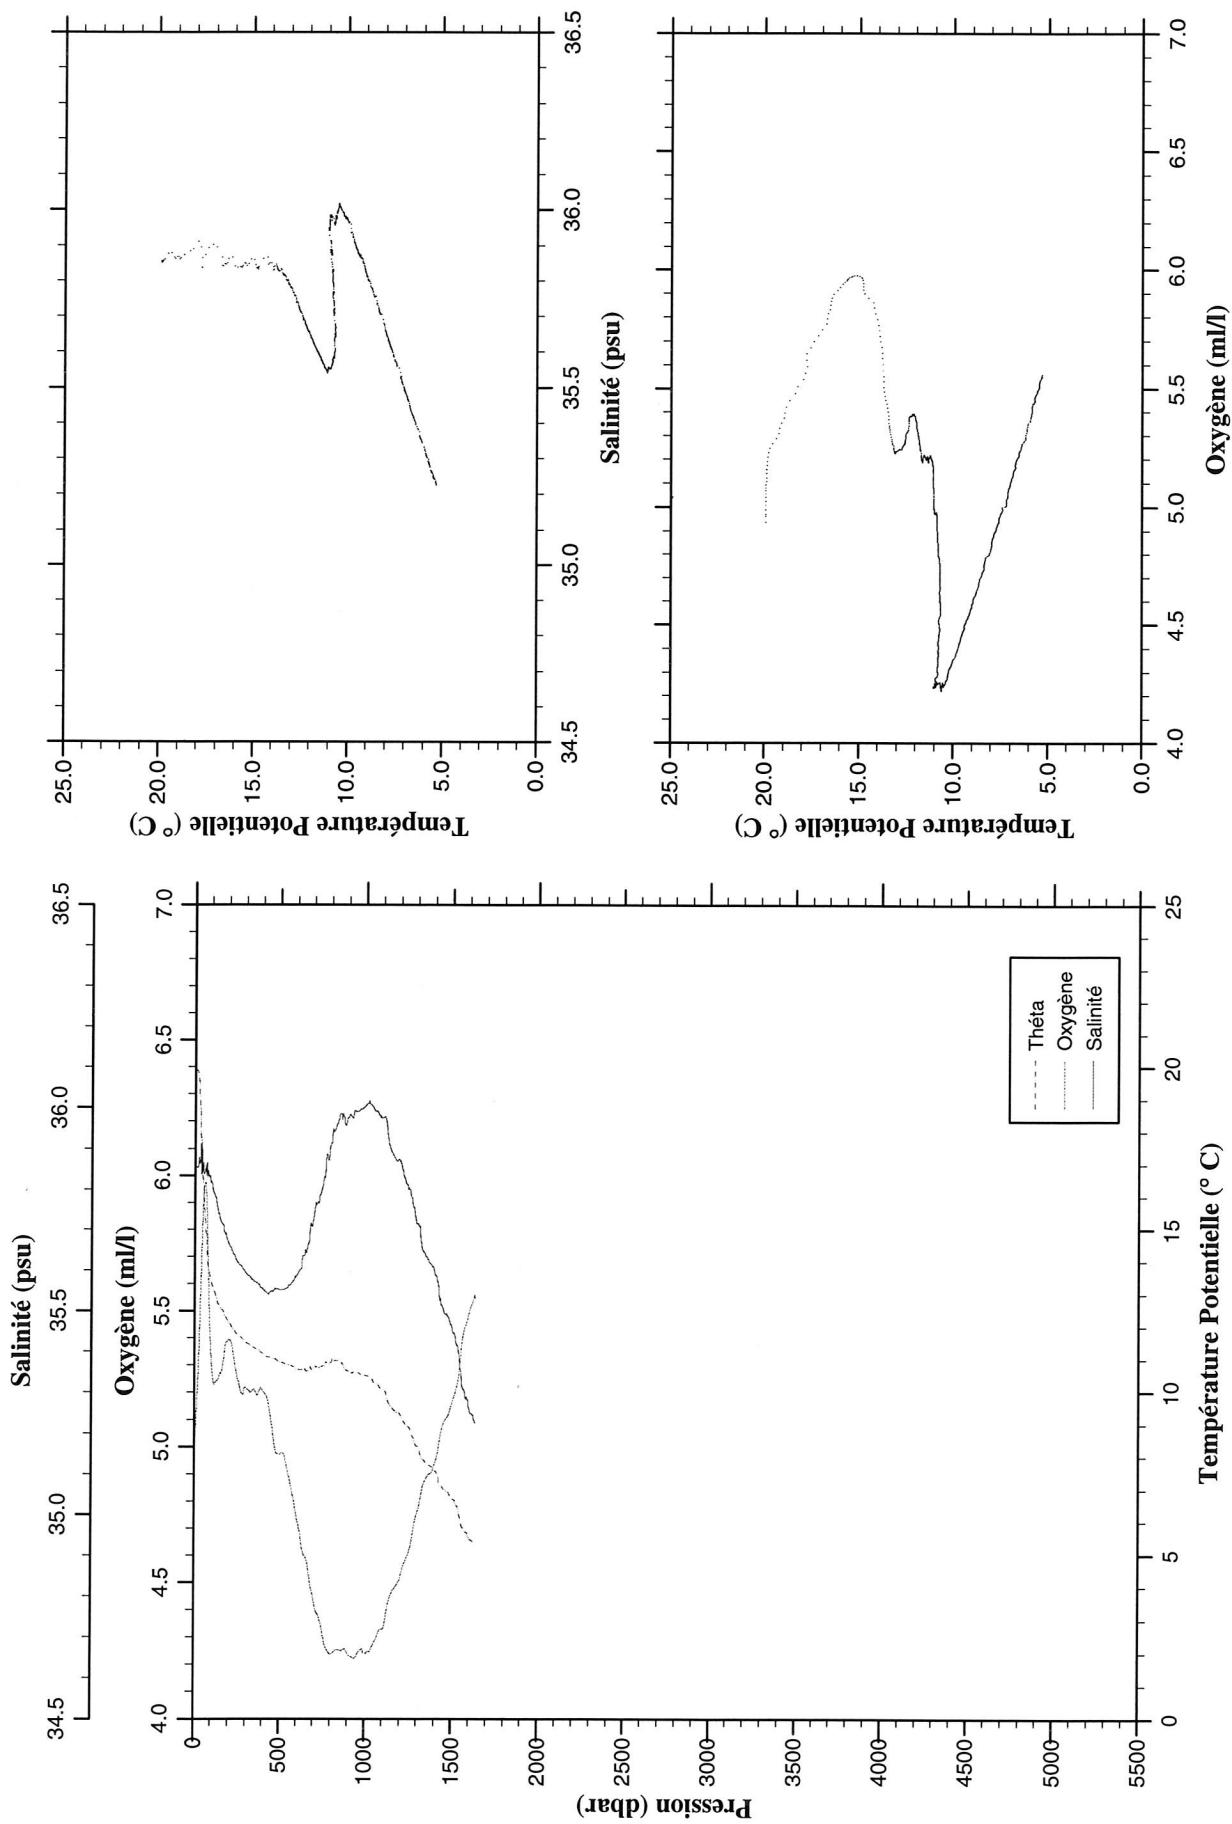 Salinité (psu)
34.5 35.0 35.5 36.0 36.5
Oxygène (ml/l)
4.0 4.5 5.0 5.5 6.0 6.5 7.0
Pression (dbar)
0
500
1000
1500
2000
2500
3000
3500
4000
4500
5000
5500
Théta
Oxygène
Salinité
0 5 10 15 20 25
Température Potentielle (° C)
Température Potentielle (° C)
25.0
20.0
15.0
10.0
5.0
0.0
34.5 35.0 35.5 36.0 36.5
Salinité (psu)
Température Potentielle (° C)
25.0
20.0
15.0
10.0
5.0
0.0
4.0 4.5 5.0 5.5 6.0 6.5 7.0
Oxygène (ml/l)